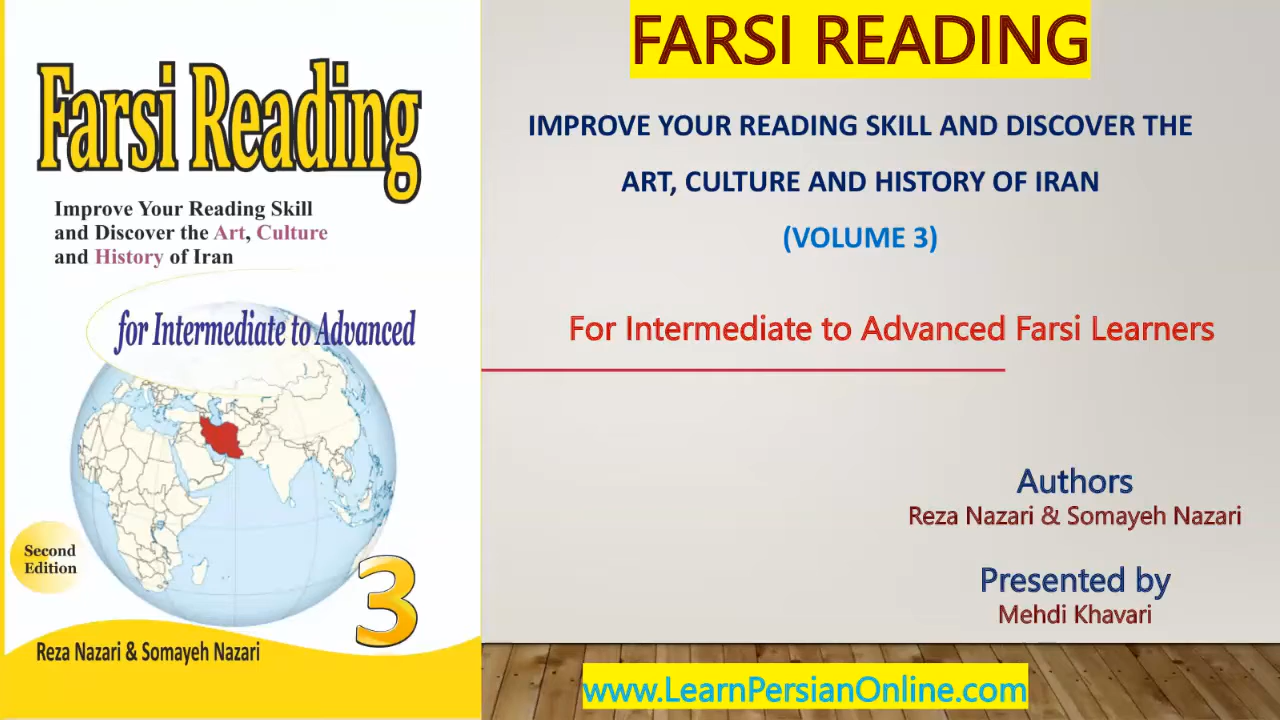 Farsi Reading
Improve Your Reading Skill
and Discover the Art, Culture
and History of Iran
for Intermediate to Advanced
Second
Edition
3
Reza Nazari & Somayeh Nazari
FARSI READING
IMPROVE YOUR READING SKILL AND DISCOVER THE
ART, CULTURE AND HISTORY OF IRAN
(VOLUME 3)
For Intermediate to Advanced Farsi Learners
Authors
Reza Nazari & Somayeh Nazari
Presented by
Mehdi Khavari
www.LearnPersianOnline.com